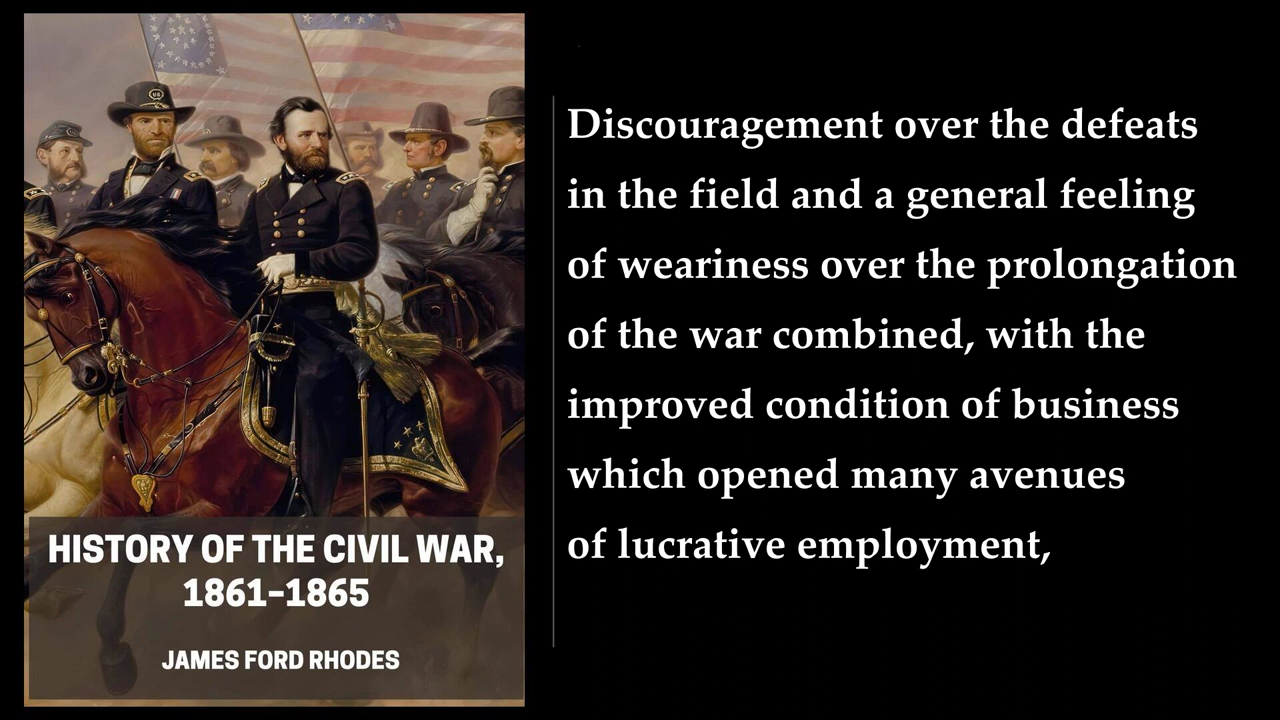 HISTORY OF THE CIVIL WAR,
1861–1865
JAMES FORD RHODES
Discouragement over the defeats
in the field and a general feeling
of weariness over the prolongation
of the war combined, with the
improved condition of business
which opened many avenues
of lucrative employment,